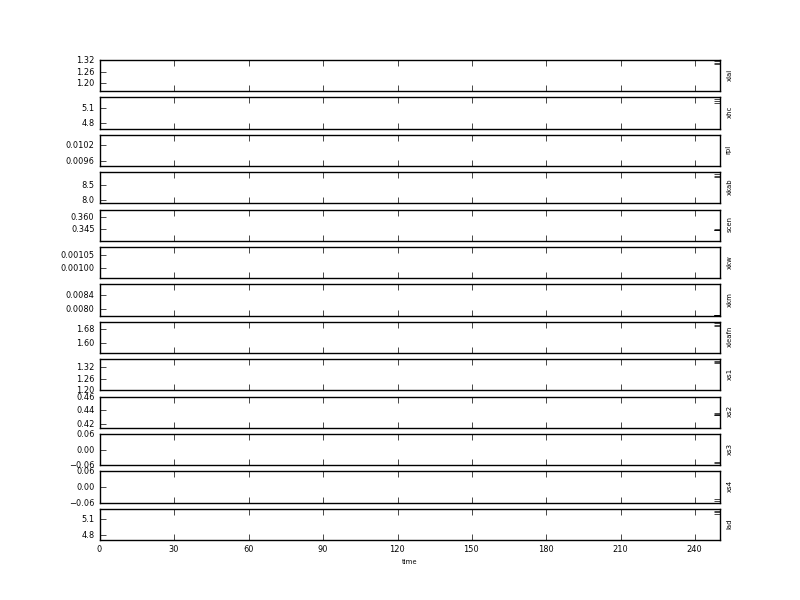 1.32
1.26
1.20
xlai
5.1
4.8
xhc
0.0102
0.0096
rpi
8.5
8.0
xkab
0.360
0.345
scen
0.00105
0.00100
xkw
0.0084
0.0080
xkm
1.68
1.60
xleafn
1.32
1.26
1.20
xs1
0.46
0.44
0.42
xs2
0.06
0.00
−0.06
xs3
0.06
0.00
−0.06
xs4
5.1
4.8
lad
0 30 60 90 120 150 180 210 240
time